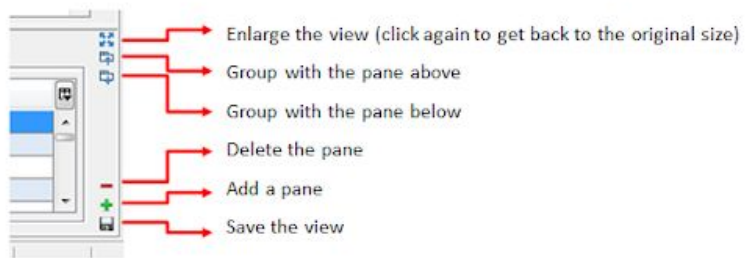 Enlarge the view (click again to get back to the original size)
Group with the pane above
Group with the pane below
Delete the pane
Add a pane
Save the view